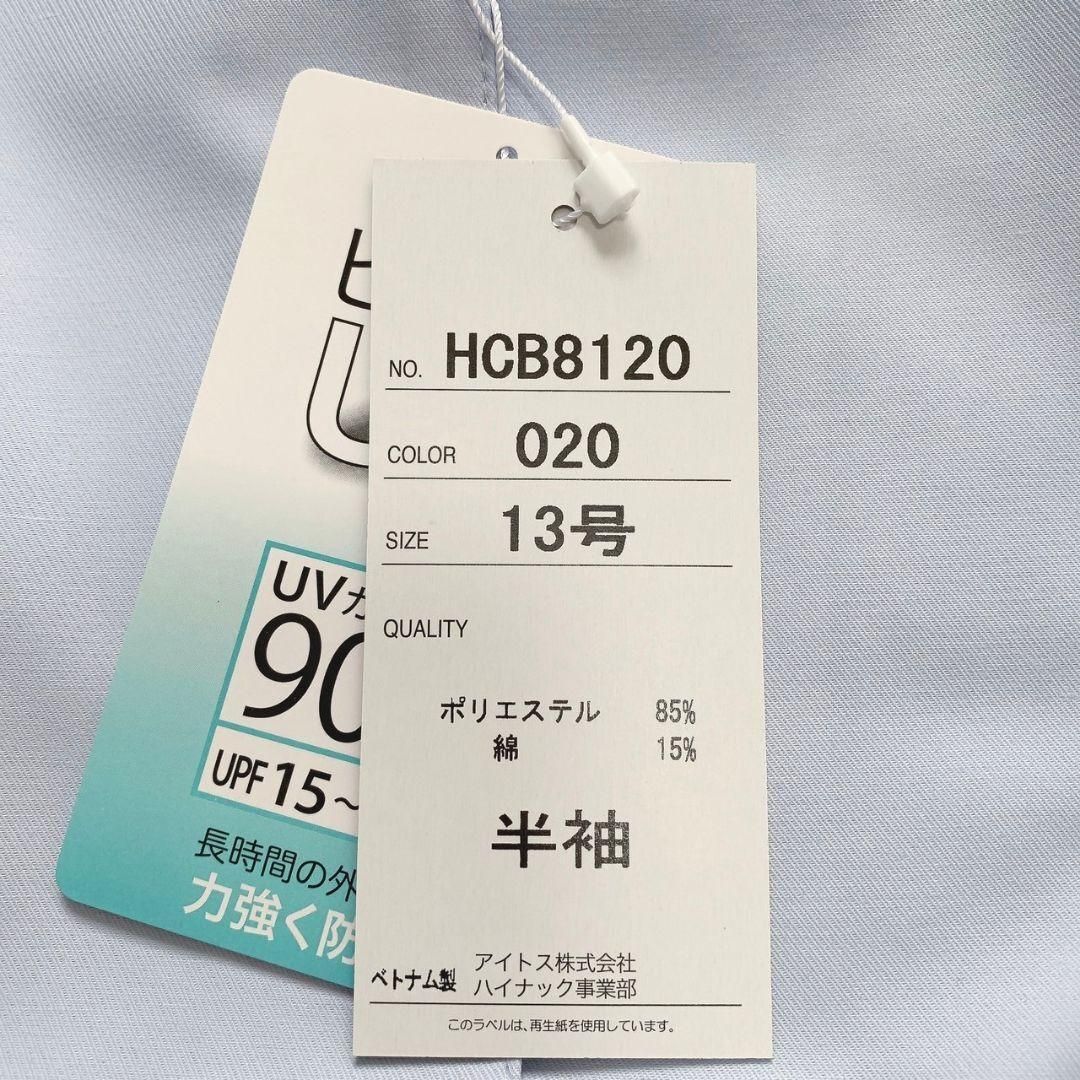 NO. HCB8120
COLOR 020
SIZE 13号
QUALITY
ポリエステル 85%
綿 15%
半袖
ベトナム製 アイトス株式会社
ハイナック事業部
このラベルは、再生紙を使用しています。
U
UV
90
UPF 15～
長時間の外
力強く防